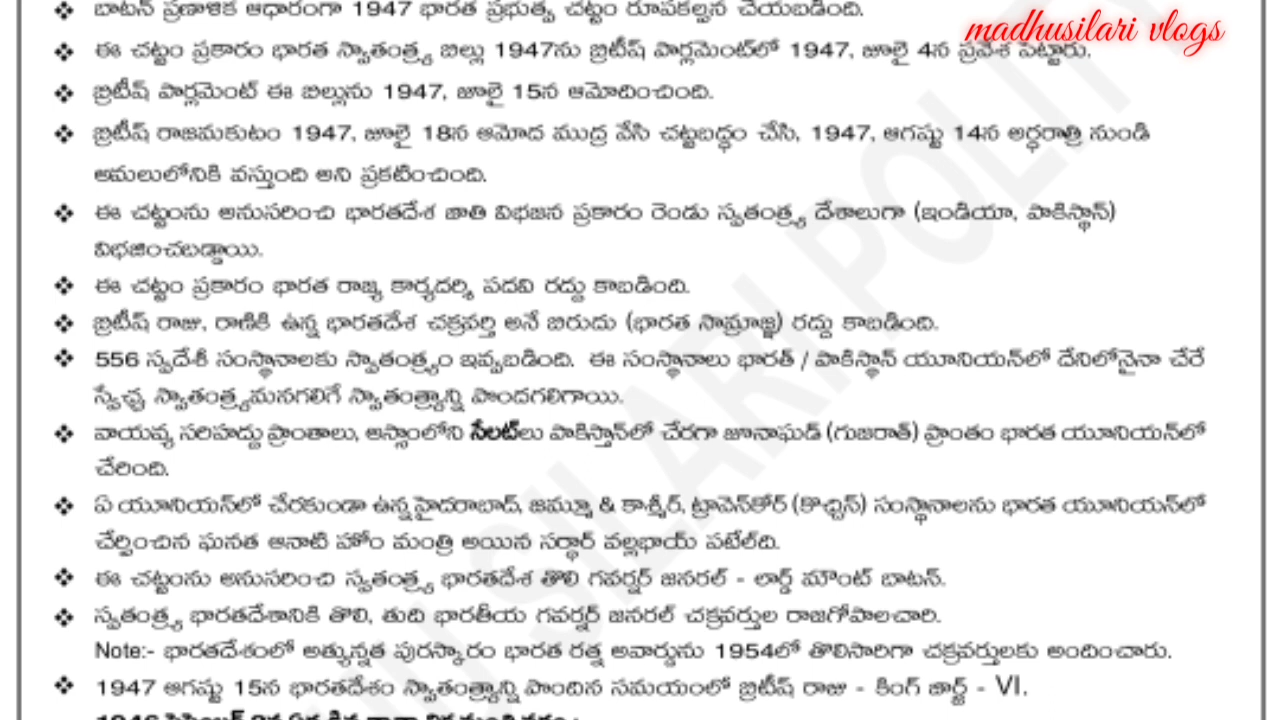 ❖ బాటన్ ప్రణాళిక ఆధారంగా 1947 భారత ప్రభుత్వ చట్టం రూపకల్పన చేయబడింది.
madhusilari vlogs
❖ ఈ చట్టం ప్రకారం భారత స్వాతంత్ర్య బిల్లు 1947ను బ్రిటీష్ పార్లమెంట్‌లో 1947, జూలై 4న ప్రవేశ పెట్టారు.
❖ బ్రిటీష్ పార్లమెంట్ ఈ బిల్లును 1947, జూలై 15న ఆమోదించింది.
❖ బ్రిటీష్ రాజమకుటం 1947, జూలై 18న ఆమోద ముద్ర వేసి చట్టబద్ధం చేసి, 1947, ఆగష్టు 14న అర్ధరాత్రి నుండి
అమలులోనికి వస్తుంది అని ప్రకటించింది.
❖ ఈ చట్టంను అనుసరించి భారతదేశ జాతి విభజన ప్రకారం రెండు స్వతంత్ర్య దేశాలుగా (ఇండియా, పాకిస్థాన్)
విభజించబడ్డాయి.
❖ ఈ చట్టం ప్రకారం భారత రాజ్య కార్యదర్శి పదవి రద్దు కాబడింది.
❖ బ్రిటీష్ రాజు, రాణికి ఉన్న భారతదేశ చక్రవర్తి అనే బిరుదు (భారత సామ్రాజ్ఞి) రద్దు కాబడింది.
❖ 556 స్వదేశీ సంస్థానాలకు స్వాతంత్ర్యం ఇవ్వబడింది. ఈ సంస్థానాలు భారత్ / పాకిస్థాన్ యూనియన్‌లో దేనిలోనైనా చేరే
స్వేచ్ఛ స్వాతంత్ర్యమనగలిగే స్వాతంత్ర్యాన్ని పొందగలిగాయి.
❖ వాయవ్య సరిహద్దు ప్రాంతాలు, అస్సాంలోని సేలట్‌లు పాకిస్తాన్‌లో చేరగా జూనాఘడ్ (గుజరాత్) ప్రాంతం భారత యూనియన్‌లో
చేరింది.
❖ ఏ యూనియన్‌లో చేరకుండా ఉన్న హైదరాబాద్, జమ్మూ & కాశ్మీర్, ట్రావెన్‌కోర్ (కొచ్చిన్) సంస్థానాలను భారత యూనియన్‌లో
చేర్పించిన ఘనత ఆనాటి హోం మంత్రి అయిన సర్ధార్ వల్లభాయ్ పటేల్‌ది.
❖ ఈ చట్టంను అనుసరించి స్వతంత్ర్య భారతదేశ తొలి గవర్నర్ జనరల్ - లార్డ్ మౌంట్ బాటన్.
❖ స్వతంత్ర్య భారతదేశానికి తొలి, తుది భారతీయ గవర్నర్ జనరల్ చక్రవర్తుల రాజగోపాలచారి.
Note:- భారతదేశంలో అత్యున్నత పురస్కారం భారత రత్న అవార్డును 1954లో తొలిసారిగా చక్రవర్తులకు అందించారు.
❖ 1947 ఆగష్టు 15న భారతదేశం స్వాతంత్ర్యాన్ని పొందిన సమయంలో బ్రిటీష్ రాజు - కింగ్ జార్జ్ - VI.
SILARI POLITY